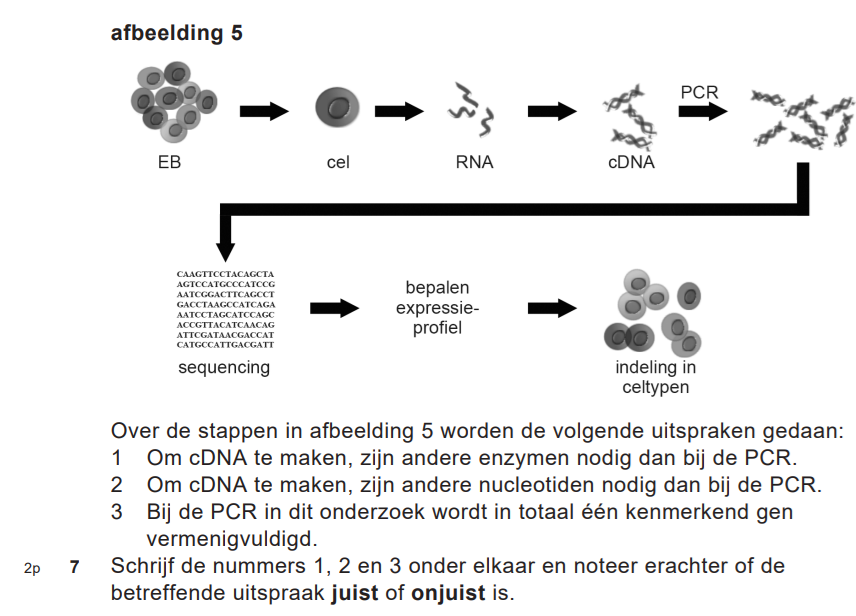 afbeelding 5
PCR
EB
cel
RNA
cDNA
CAAGTTCCTACAGCTA
AGTCCATGCCCATCCG
AATCGGACTTCAGCCT
GACCTAAGCCATCAGA
AATCCTAGCATCCAGC
ACCGTTACATCAACAG
ATTCGATAACGACCAT
CATGCCATTGACGATT
sequencing
bepalen
expressie-
profiel
indeling in
celtypen
Over de stappen in afbeelding 5 worden de volgende uitspraken gedaan:
1 Om cDNA te maken, zijn andere enzymen nodig dan bij de PCR.
2 Om cDNA te maken, zijn andere nucleotiden nodig dan bij de PCR.
3 Bij de PCR in dit onderzoek wordt in totaal één kenmerkend gen
vermenigvuldigd.
2p 7 Schrijf de nummers 1, 2 en 3 onder elkaar en noteer erachter of de
betreffende uitspraak juist of onjuist is.